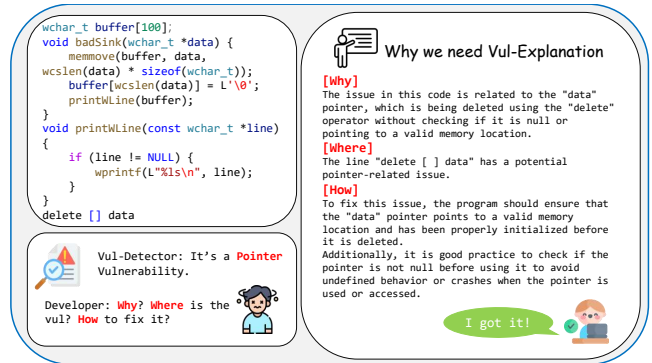 wchar_t buffer[100];
void badSink(wchar_t *data) {
memmove(buffer, data,
wcslen(data) * sizeof(wchar_t));
buffer[wcslen(data)] = L'\0';
printWLine(buffer);
}
void printWLine(const wchar_t *line)
{
if (line != NULL) {
wprintf(L"%ls\n", line);
}
}
delete [] data
Vul-Detector: It's a Pointer
Vulnerability.
Developer: Why? Where is the
vul? How to fix it?
Why we need Vul-Explanation
[Why]
The issue in this code is related to the "data"
pointer, which is being deleted using the "delete"
operator without checking if it is null or
pointing to a valid memory location.
[Where]
The line "delete [ ] data" has a potential
pointer-related issue.
[How]
To fix this issue, the program should ensure that
the "data" pointer points to a valid memory
location and has been properly initialized before
it is deleted.
Additionally, it is good practice to check if the
pointer is not null before using it to avoid
undefined behavior or crashes when the pointer is
used or accessed.
I got it!